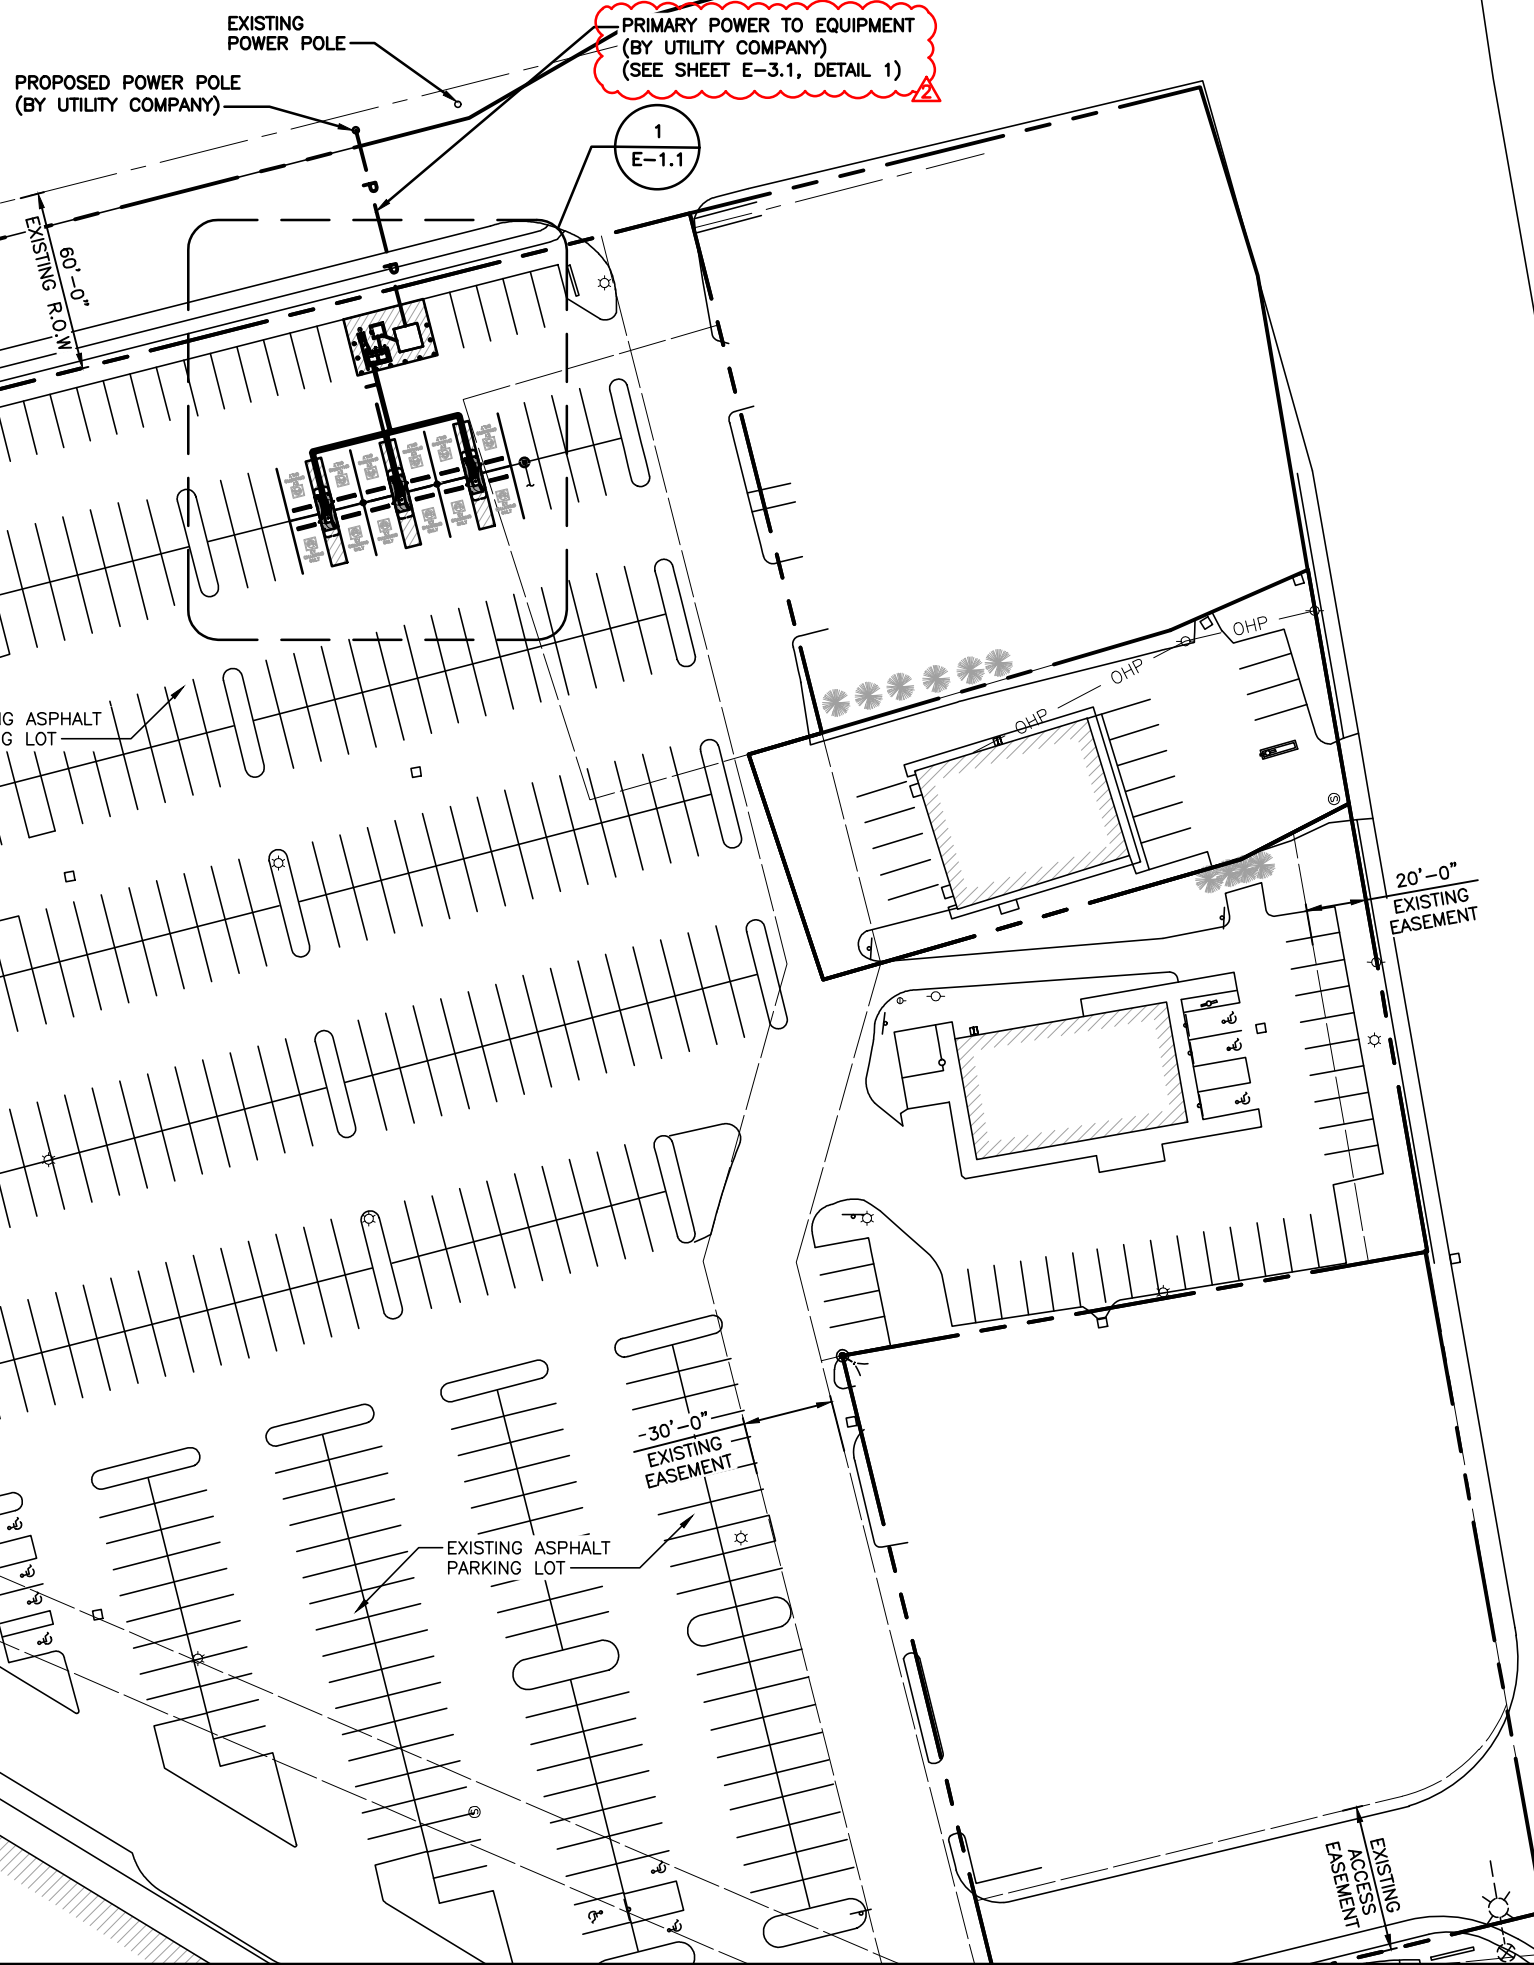 EXISTING
POWER POLE
PROPOSED POWER POLE
(BY UTILITY COMPANY)
PRIMARY POWER TO EQUIPMENT
(BY UTILITY COMPANY)
(SEE SHEET E-3.1, DETAIL 1)
2
1
E-1.1
P
P
60'-0"
EXISTING R.O.W
OHP
OHP
OHP
NG ASPHALT
G LOT
S
20'-0"
EXISTING
EASEMENT
30'-0"
EXISTING
EASEMENT
EXISTING ASPHALT
PARKING LOT
S
EXISTING
ACCESS
EASEMENT